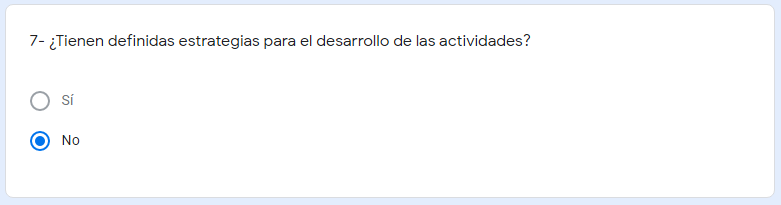 7- ¿Tienen definidas estrategias para el desarrollo de las actividades?
Sí
No